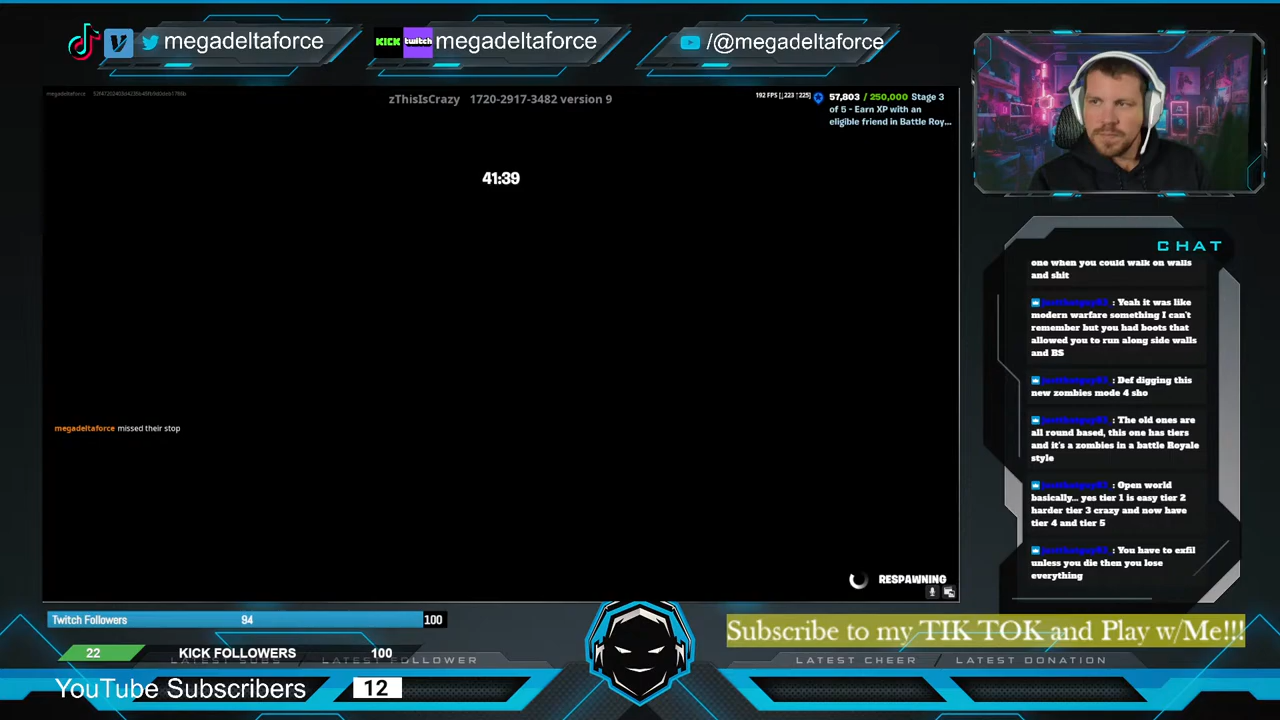 megadeltaforce
KICK twitch megadeltaforce
/@megadeltaforce
megadeltaforce
zThisIsCrazy 1720-2917-3482 version 9
192 FPS
57,803 / 250,000 Stage 3
of 5 - Earn XP with an
eligible friend in Battle Roy...
41:39
megadeltaforce missed their stop
RESPAWNING
CHAT
one when you could walk on walls
and shit
: Yeah it was like
modern warfare something I can't
remember but you had boots that
allowed you to run along side walls
and BS
: Def digging this
new zombies mode 4 sho
: The old ones are
all round based, this one has tiers
and it's a zombies in a battle Royale
style
: Open world
basically... yes tier 1 is easy tier 2
harder tier 3 crazy and now have
tier 4 and tier 5
: You have to exfil
unless you die then you lose
everything
Twitch Followers 94 100
22 KICK FOLLOWERS 100
LATEST SUBS LATEST FOLLOWER
YouTube Subscribers 12
Subscribe to my TIK TOK and Play w/Me!!!
LATEST CHEER LATEST DONATION